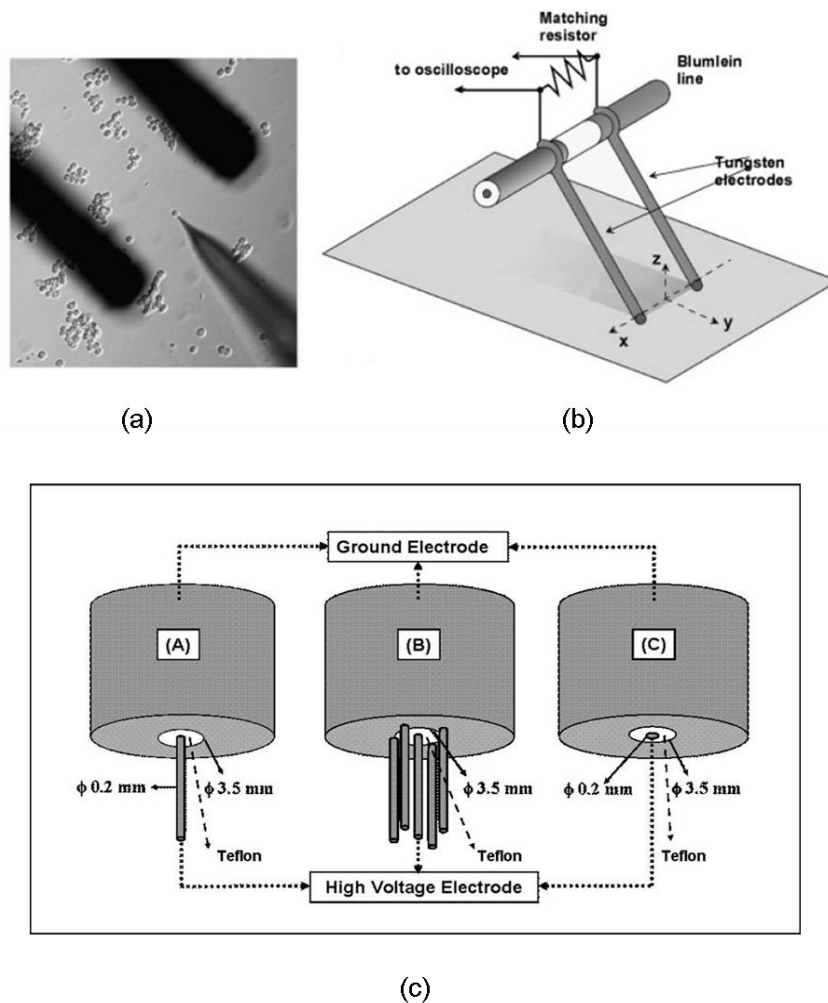 Matching
resistor
to oscilloscope
Blumlein
line
Tungsten
electrodes
z
x
y
(a)
(b)
Ground Electrode
(A)
(B)
(C)
ϕ 0.2 mm
ϕ 3.5 mm
ϕ 3.5 mm
ϕ 0.2 mm
ϕ 3.5 mm
Teflon
Teflon
Teflon
High Voltage Electrode
(c)